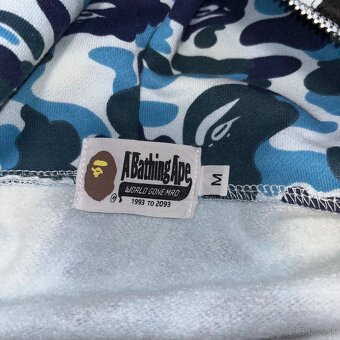 A Bathing Ape
WORLD GONE MAD
1993 TO 2093
®
M